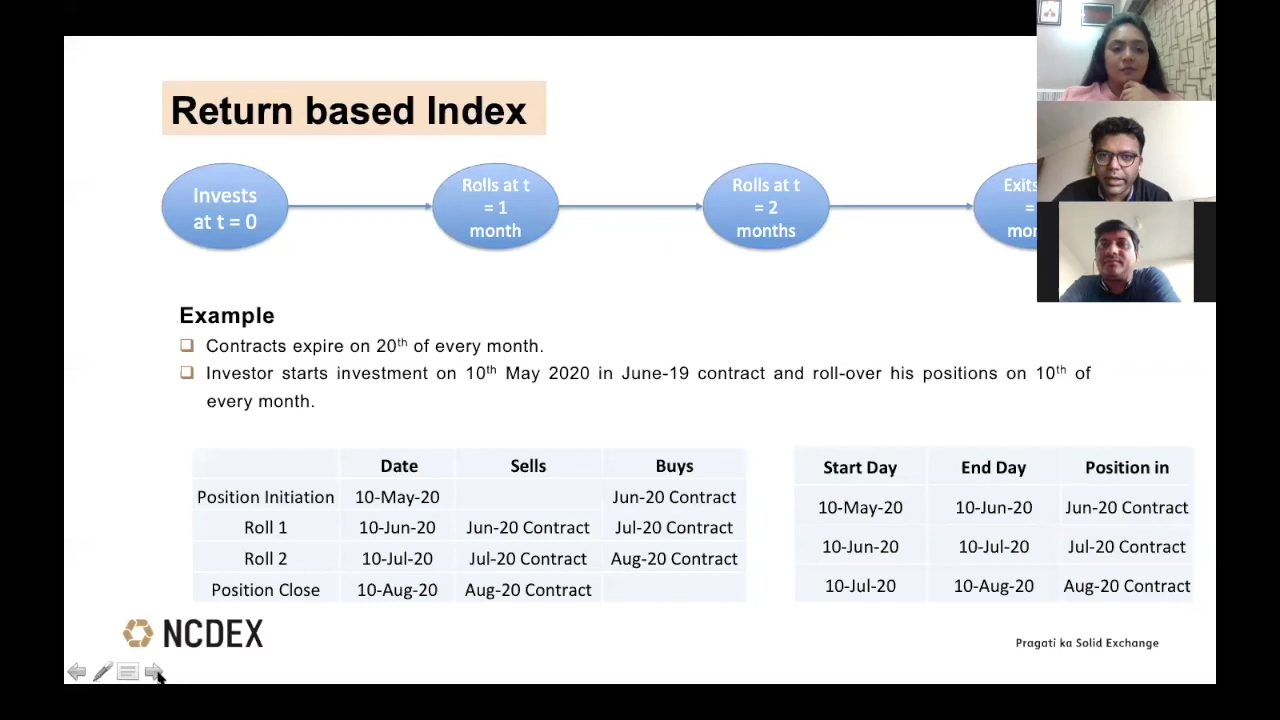 Return based Index
Invests
at t = 0
Rolls at t
= 1
month
Rolls at t
= 2
months
Exits
=
mon
Example
❑ Contracts expire on 20th of every month.
❑ Investor starts investment on 10th May 2020 in June-19 contract and roll-over his positions on 10th of
every month.
Date Sells Buys
Position Initiation 10-May-20 Jun-20 Contract
Roll 1 10-Jun-20 Jun-20 Contract Jul-20 Contract
Roll 2 10-Jul-20 Jul-20 Contract Aug-20 Contract
Position Close 10-Aug-20 Aug-20 Contract
Start Day End Day Position in
10-May-20 10-Jun-20 Jun-20 Contract
10-Jun-20 10-Jul-20 Jul-20 Contract
10-Jul-20 10-Aug-20 Aug-20 Contract
NCDEX
Pragati ka Solid Exchange